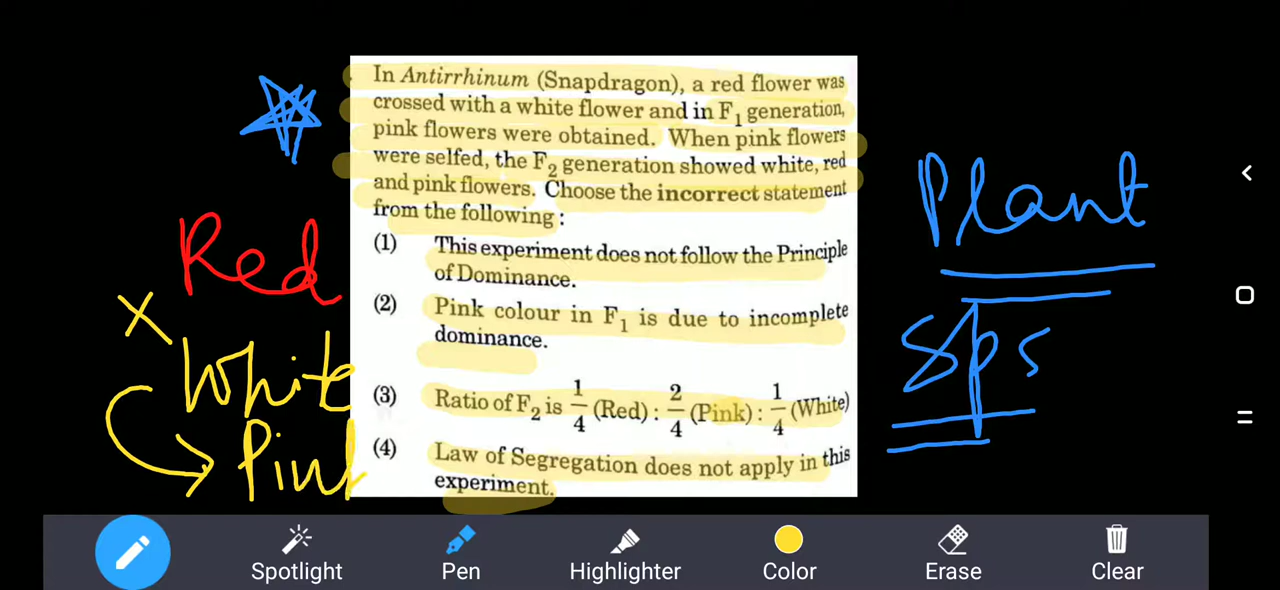 In Antirrhinum (Snapdragon), a red flower was
crossed with a white flower and in F₁ generation,
pink flowers were obtained. When pink flowers
were selfed, the F₂ generation showed white, red
and pink flowers. Choose the incorrect statement
from the following :
(1) This experiment does not follow the Principle
of Dominance.
(2) Pink colour in F₁ is due to incomplete
dominance.
(3) Ratio of F₂ is 1/4 (Red) : 2/4 (Pink) : 1/4 (White)
(4) Law of Segregation does not apply in this
experiment.
Red
×
White
Pink
Plant
Sps
Spotlight
Pen
Highlighter
Color
Erase
Clear